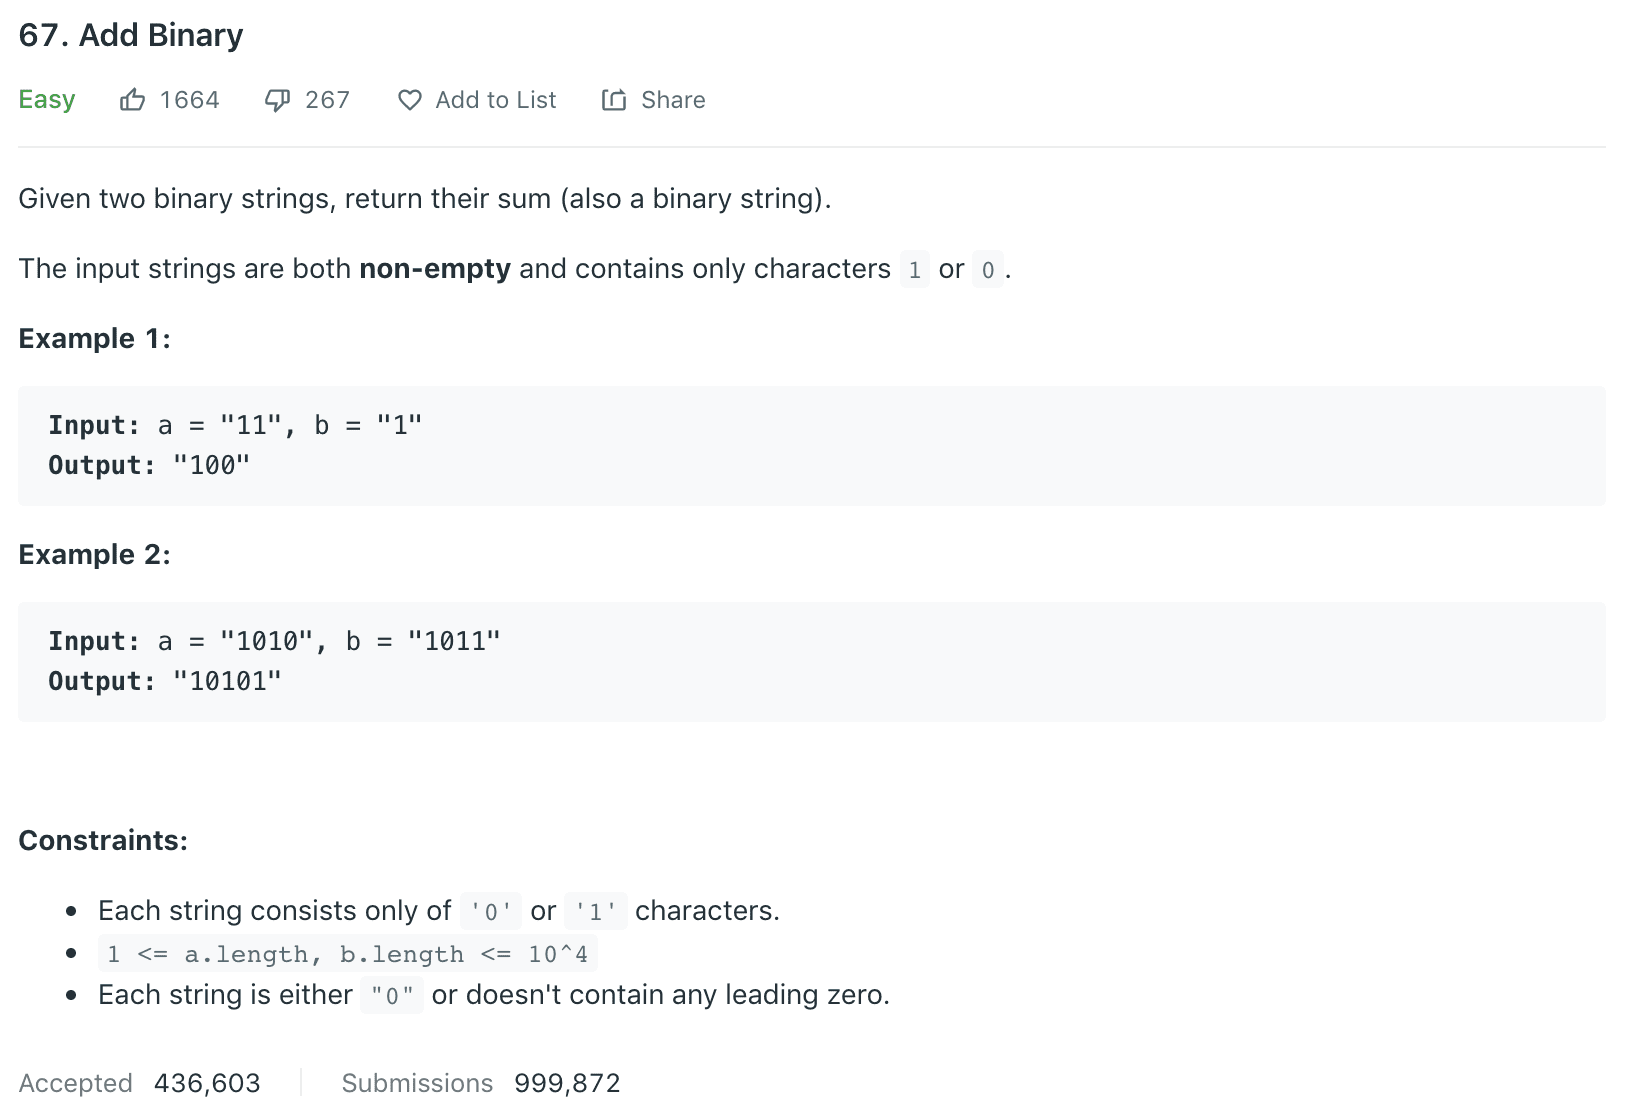 67. Add Binary
Easy 1664 267 Add to List Share
Given two binary strings, return their sum (also a binary string).
The input strings are both non-empty and contains only characters 1 or 0.
Example 1:
Input: a = "11", b = "1"
Output: "100"
Example 2:
Input: a = "1010", b = "1011"
Output: "10101"
Constraints:
• Each string consists only of '0' or '1' characters.
• 1 <= a.length, b.length <= 10^4
• Each string is either "0" or doesn't contain any leading zero.
Accepted 436,603 Submissions 999,872